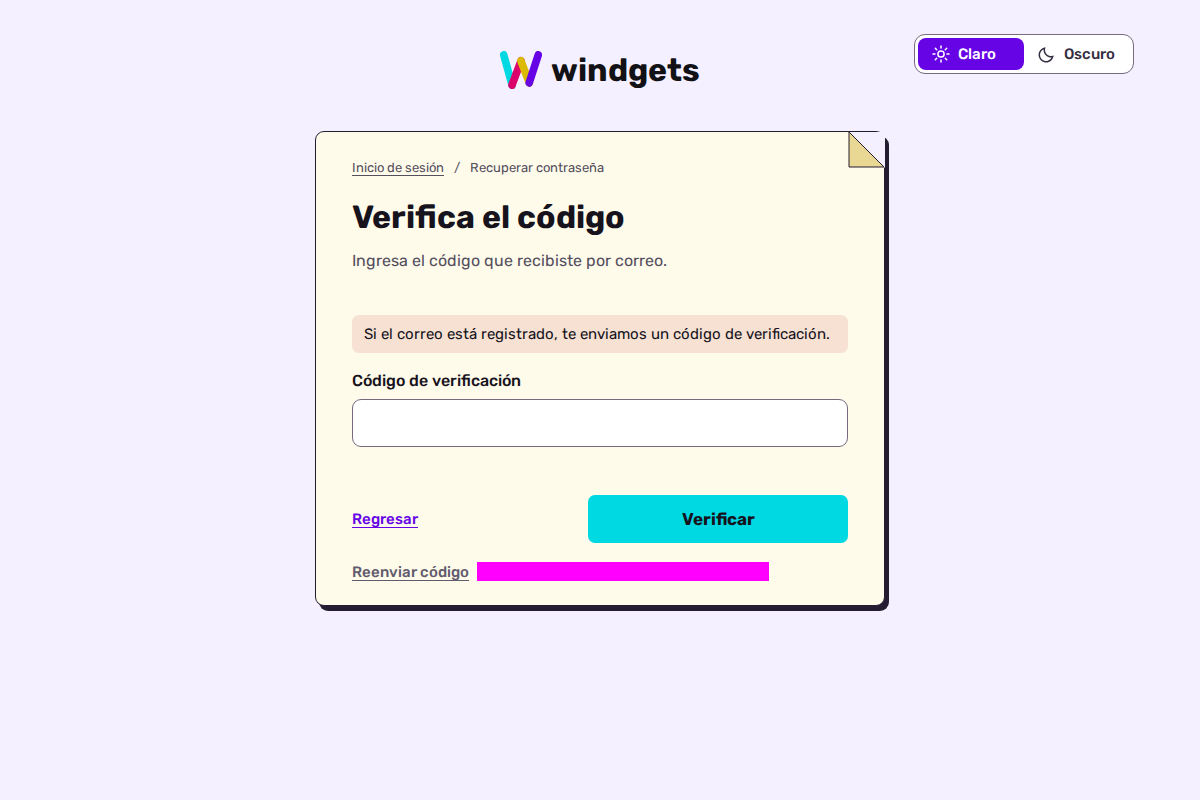 windgets
Claro
Oscuro
Inicio de sesión / Recuperar contraseña
Verifica el código
Ingresa el código que recibiste por correo.
Si el correo está registrado, te enviamos un código de verificación.
Código de verificación
Regresar
Verificar
Reenviar código